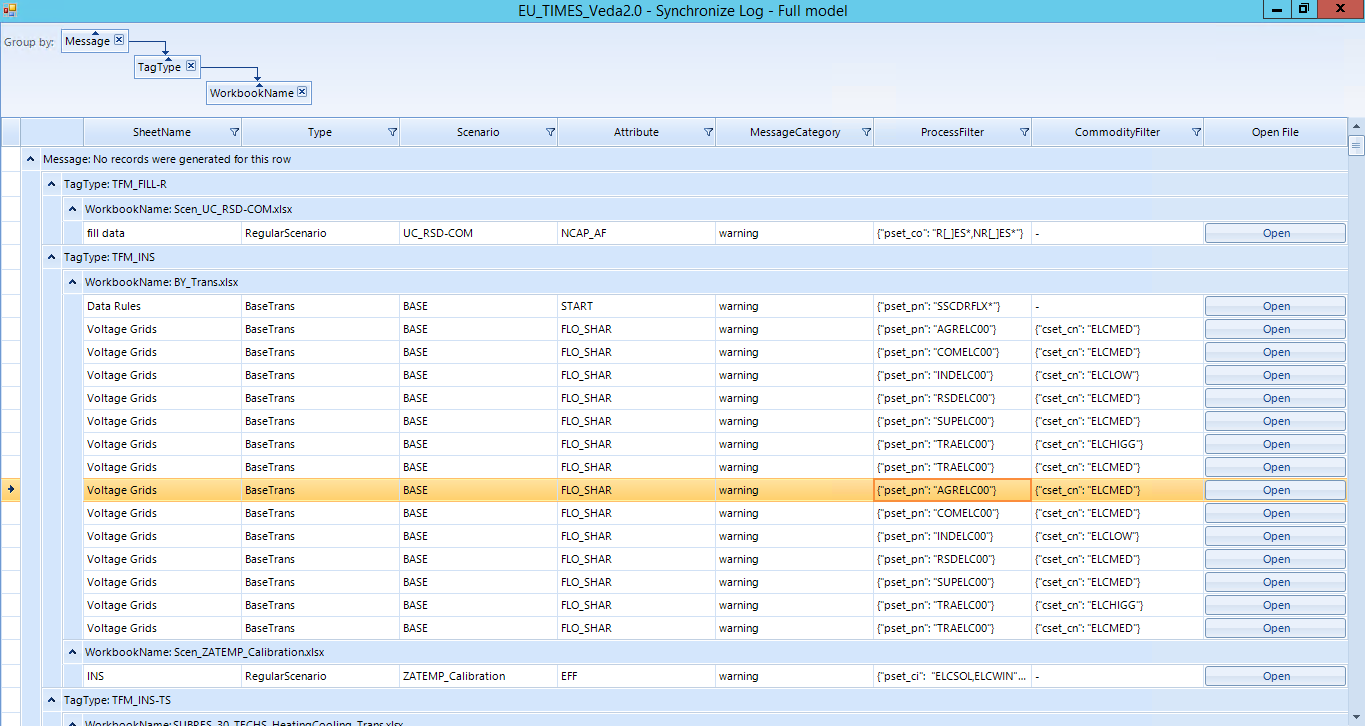 EU_TIMES_Veda2.0 - Synchronize Log - Full model
Group by: Message
TagType
WorkbookName
SheetName Type Scenario Attribute MessageCategory ProcessFilter CommodityFilter Open File
Message: No records were generated for this row
TagType: TFM_FILL-R
WorkbookName: Scen_UC_RSD-COM.xlsx
fill data RegularScenario UC_RSD-COM NCAP_AF warning {"pset_co": "R[_]ES*,NR[_]ES*"} - Open
TagType: TFM_INS
WorkbookName: BY_Trans.xlsx
Data Rules BaseTrans BASE START warning {"pset_pn": "SSCDRFLX*"} - Open
Voltage Grids BaseTrans BASE FLO_SHAR warning {"pset_pn": "AGRELC00"} {"cset_cn": "ELCMED"} Open
Voltage Grids BaseTrans BASE FLO_SHAR warning {"pset_pn": "COMELC00"} {"cset_cn": "ELCMED"} Open
Voltage Grids BaseTrans BASE FLO_SHAR warning {"pset_pn": "INDELC00"} {"cset_cn": "ELCLOW"} Open
Voltage Grids BaseTrans BASE FLO_SHAR warning {"pset_pn": "RSDELC00"} {"cset_cn": "ELCMED"} Open
Voltage Grids BaseTrans BASE FLO_SHAR warning {"pset_pn": "SUPELC00"} {"cset_cn": "ELCMED"} Open
Voltage Grids BaseTrans BASE FLO_SHAR warning {"pset_pn": "TRAELC00"} {"cset_cn": "ELCHIGG"} Open
Voltage Grids BaseTrans BASE FLO_SHAR warning {"pset_pn": "TRAELC00"} {"cset_cn": "ELCMED"} Open
Voltage Grids BaseTrans BASE FLO_SHAR warning {"pset_pn": "AGRELC00"} {"cset_cn": "ELCMED"} Open
Voltage Grids BaseTrans BASE FLO_SHAR warning {"pset_pn": "COMELC00"} {"cset_cn": "ELCMED"} Open
Voltage Grids BaseTrans BASE FLO_SHAR warning {"pset_pn": "INDELC00"} {"cset_cn": "ELCLOW"} Open
Voltage Grids BaseTrans BASE FLO_SHAR warning {"pset_pn": "RSDELC00"} {"cset_cn": "ELCMED"} Open
Voltage Grids BaseTrans BASE FLO_SHAR warning {"pset_pn": "SUPELC00"} {"cset_cn": "ELCMED"} Open
Voltage Grids BaseTrans BASE FLO_SHAR warning {"pset_pn": "TRAELC00"} {"cset_cn": "ELCHIGG"} Open
Voltage Grids BaseTrans BASE FLO_SHAR warning {"pset_pn": "TRAELC00"} {"cset_cn": "ELCMED"} Open
WorkbookName: Scen_ZATEMP_Calibration.xlsx
INS RegularScenario ZATEMP_Calibration EFF warning {"pset_ci": "ELCSOL,ELCWIN"... - Open
TagType: TFM_INS-TS
WorkbookName: SUBRES_30_TECHS_HeatingCooling_Trans.xlsx